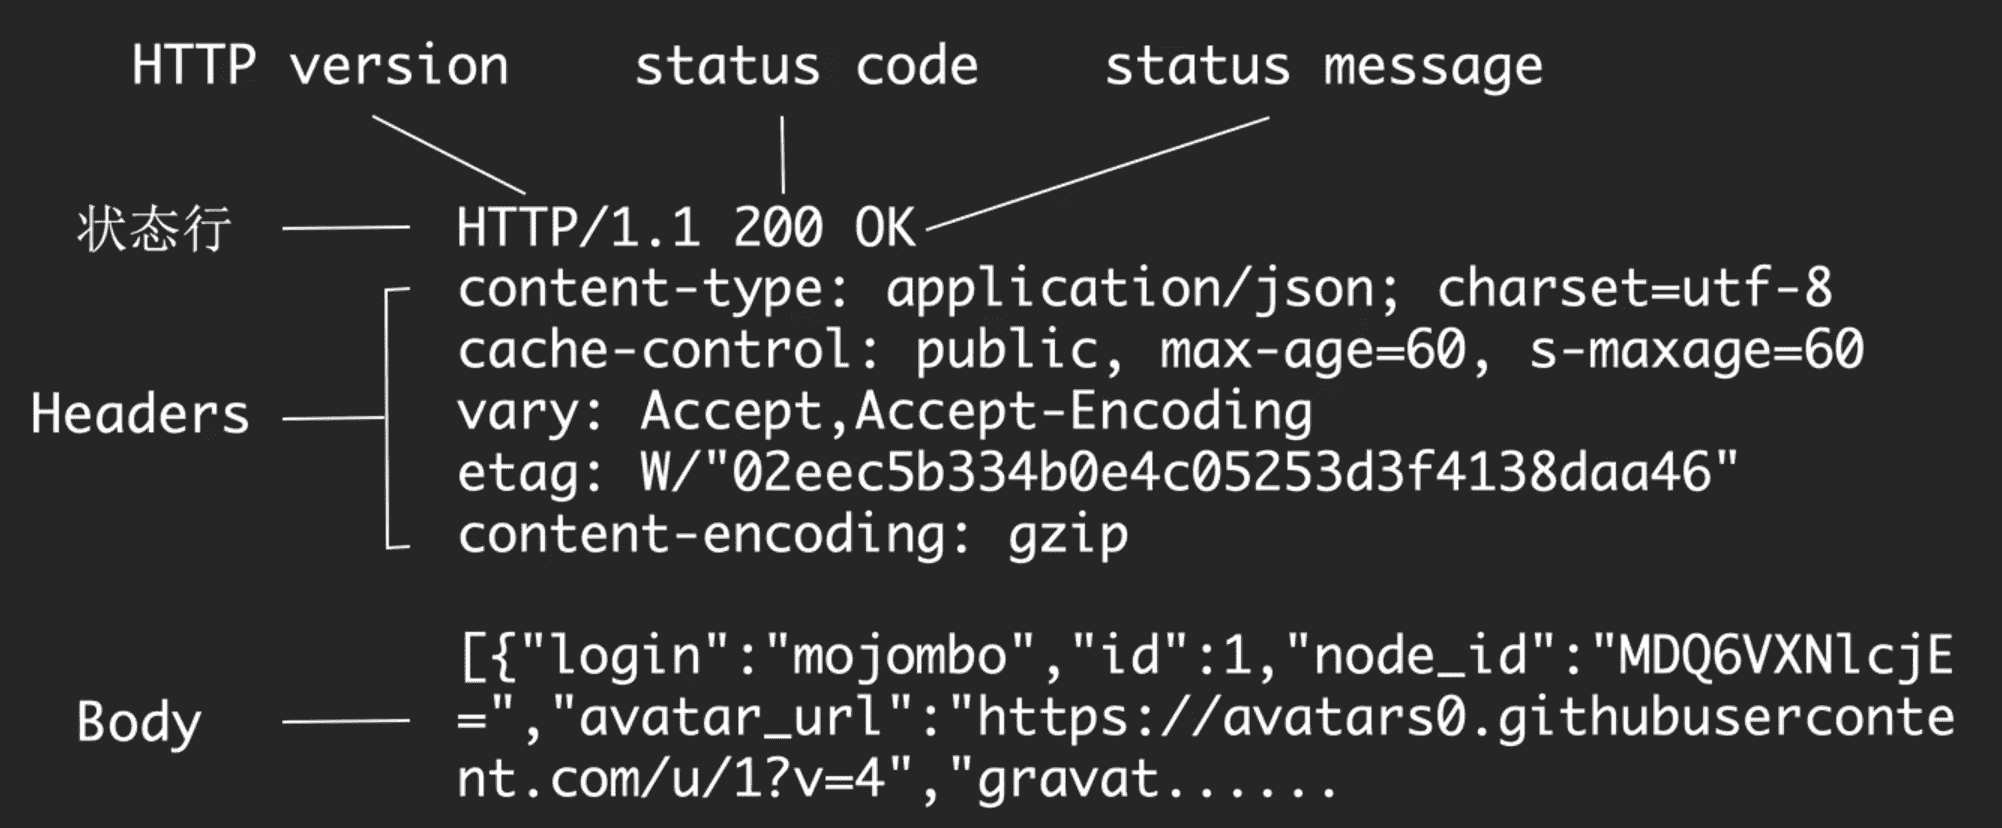 HTTP version status code status message
状态行 HTTP/1.1 200 OK
content-type: application/json; charset=utf-8
cache-control: public, max-age=60, s-maxage=60
Headers vary: Accept,Accept-Encoding
etag: W/"02eec5b334b0e4c05253d3f4138daa46"
content-encoding: gzip
[{"login":"mojombo","id":1,"node_id":"MDQ6VXNlcjE
Body =","avatar_url":"https://avatars0.githubuserconte
nt.com/u/1?v=4","gravat......